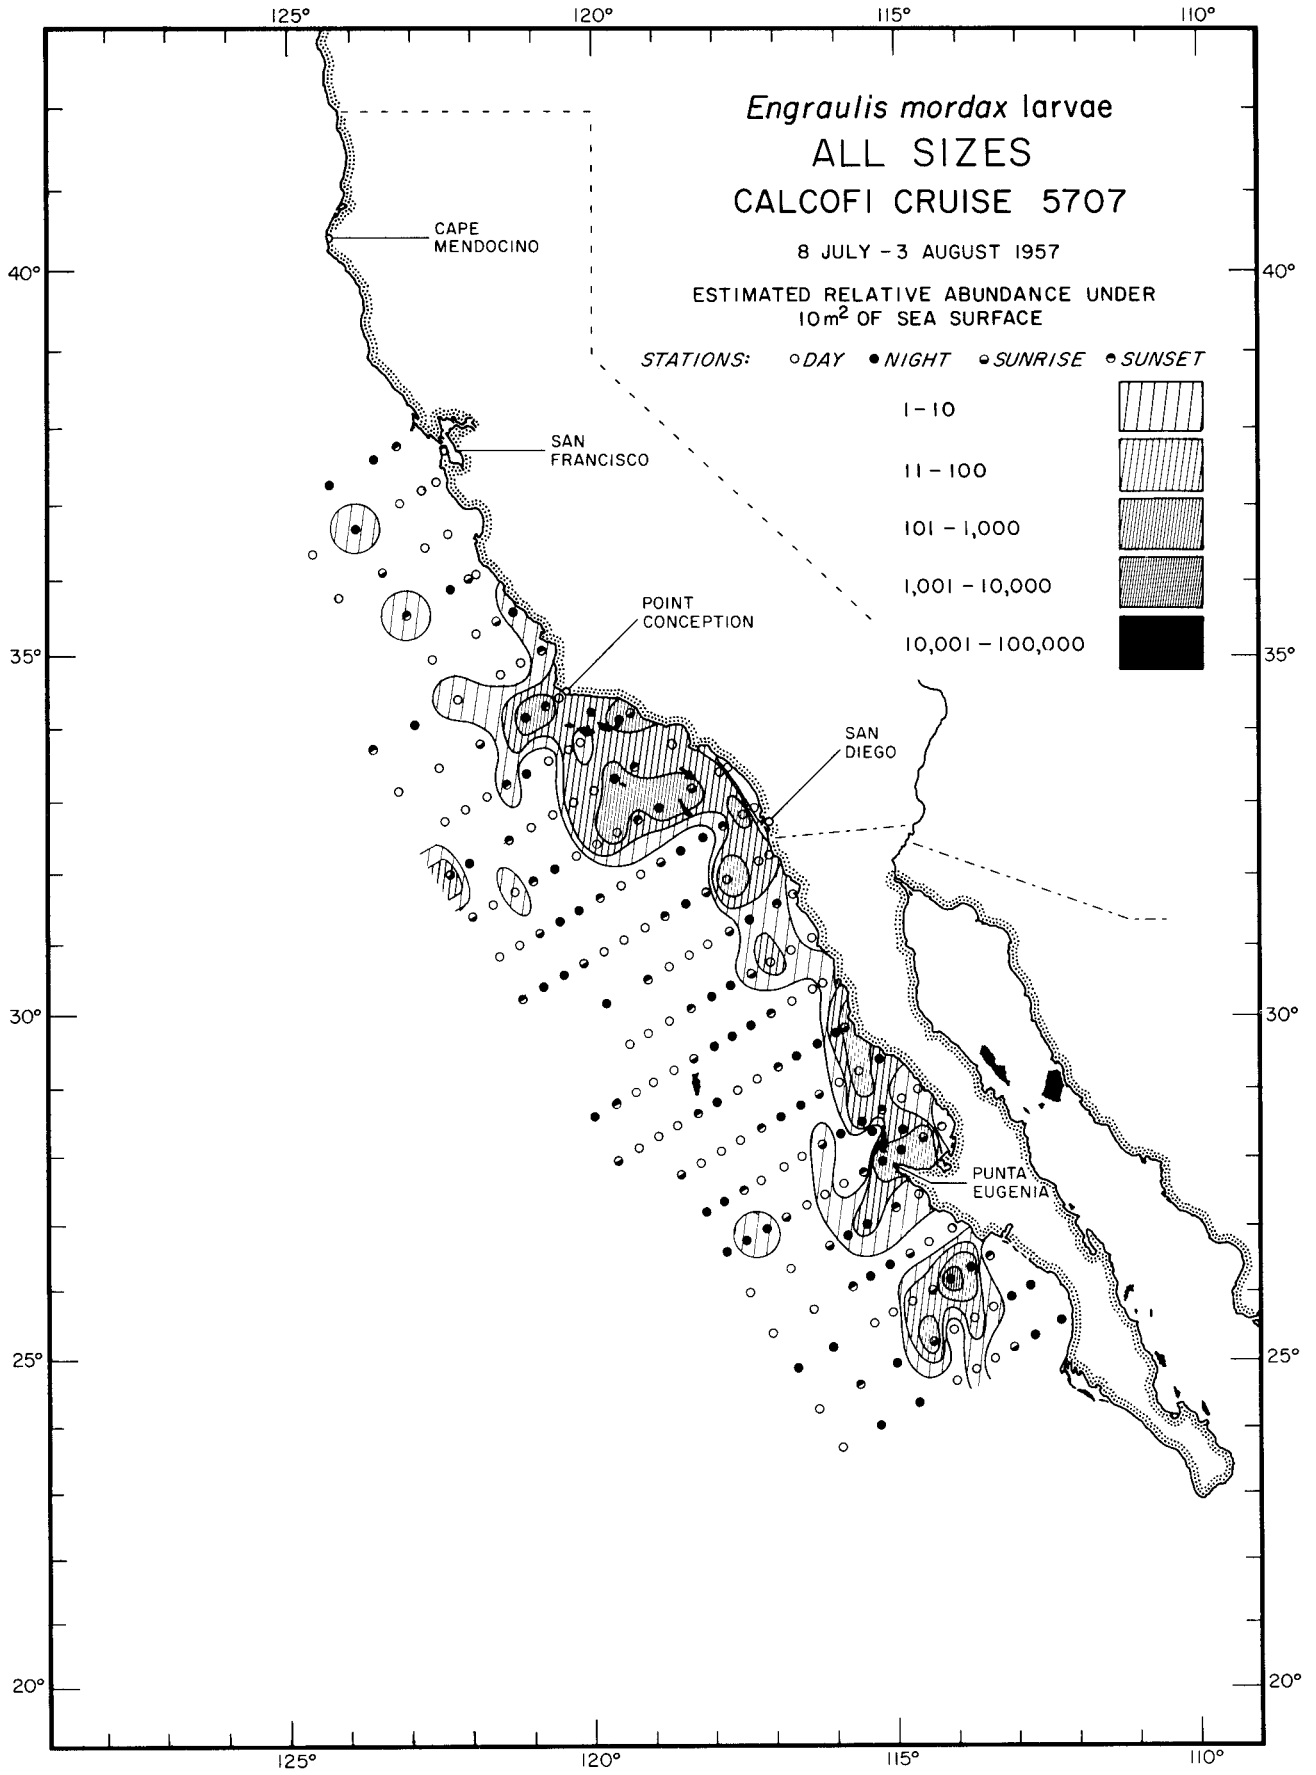 125°
120°
115°
110°
Engraulis mordax larvae
ALL SIZES
CALCOFI CRUISE 5707
8 JULY – 3 AUGUST 1957
ESTIMATED RELATIVE ABUNDANCE UNDER
10m² OF SEA SURFACE
STATIONS: DAY NIGHT SUNRISE SUNSET
1 – 10
11 – 100
101 – 1,000
1,001 – 10,000
10,001 – 100,000
CAPE
MENDOCINO
40°
40°
SAN
FRANCISCO
POINT
CONCEPTION
35°
35°
SAN
DIEGO
30°
30°
PUNTA
EUGENIA
25°
25°
20°
20°
125°
120°
115°
110°